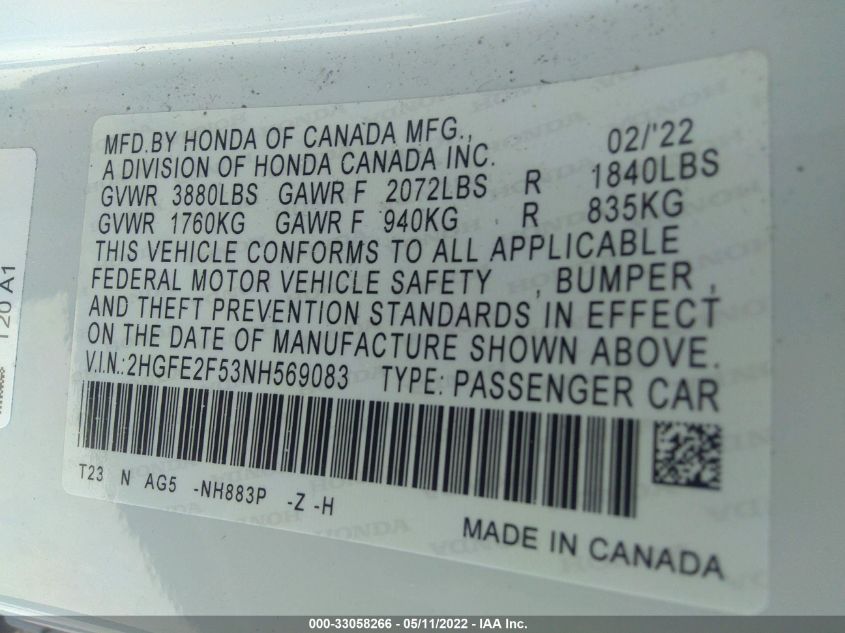 MFD.BY HONDA OF CANADA MFG., 02/'22
A DIVISION OF HONDA CANADA INC.
GVWR 3880LBS GAWR F 2072LBS R 1840LBS
GVWR 1760KG GAWR F 940KG R 835KG
THIS VEHICLE CONFORMS TO ALL APPLICABLE
FEDERAL MOTOR VEHICLE SAFETY , BUMPER ,
AND THEFT PREVENTION STANDARDS IN EFFECT
ON THE DATE OF MANUFACTURE SHOWN ABOVE.
V.I.N.: 2HGFE2F53NH569083 TYPE: PASSENGER CAR
T23 N AG5 -NH883P -Z -H
MADE IN CANADA
T20 A1
HONDA
000-33058266 - 05/11/2022 - IAA Inc.